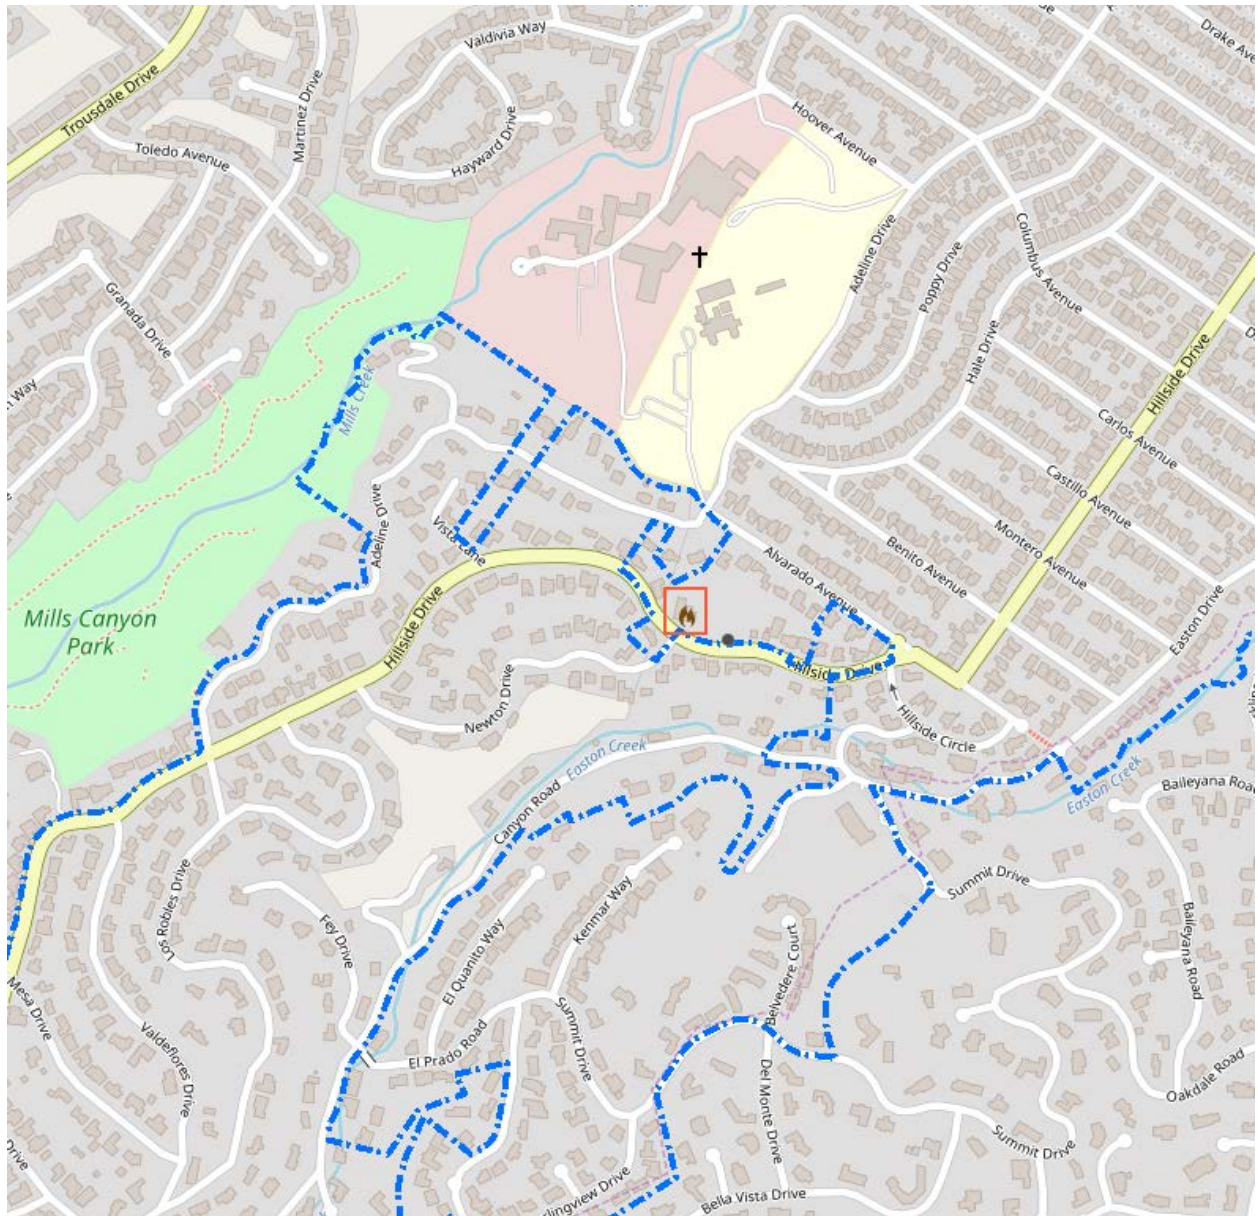 Valdivia Way
Drake Ave
Trousdale Drive
Martinez Drive
Hoover Avenue
Toledo Avenue
Hayward Drive
Columbus Avenue
Adeline Drive
Poppy Drive
Granada Drive
Hale Drive
Hillside Drive
Way
Mills Creek
Carlos Avenue
Castillo Avenue
Adeline Drive
Vista Lane
Montero Avenue
Benito Avenue
Alvarado Avenue
Easton Drive
Mills Canyon
Park
Hillside Drive
Hillside Drive
Newton Drive
Hillside Circle
Easton Creek
Canyon Road
Easton Creek
Baileyana Road
Summit Drive
Los Robles Drive
Fey Drive
Kenmar Way
El Quanito Way
Belvedere Court
Baileyana Road
Mesa Drive
Valdeflores Drive
Summit Drive
El Prado Road
Del Monte Drive
Oakdale Road
Summit Drive
Drive
lingview Drive
Bella Vista Drive